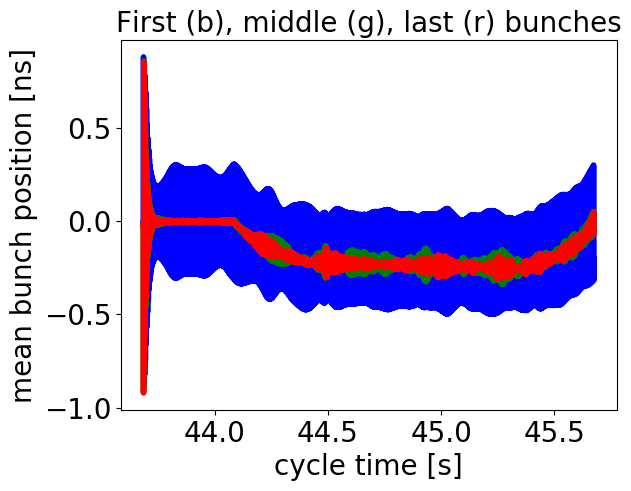 First (b), middle (g), last (r) bunches
mean bunch position [ns]
0.5
0.0
−0.5
−1.0
44.0 44.5 45.0 45.5
cycle time [s]